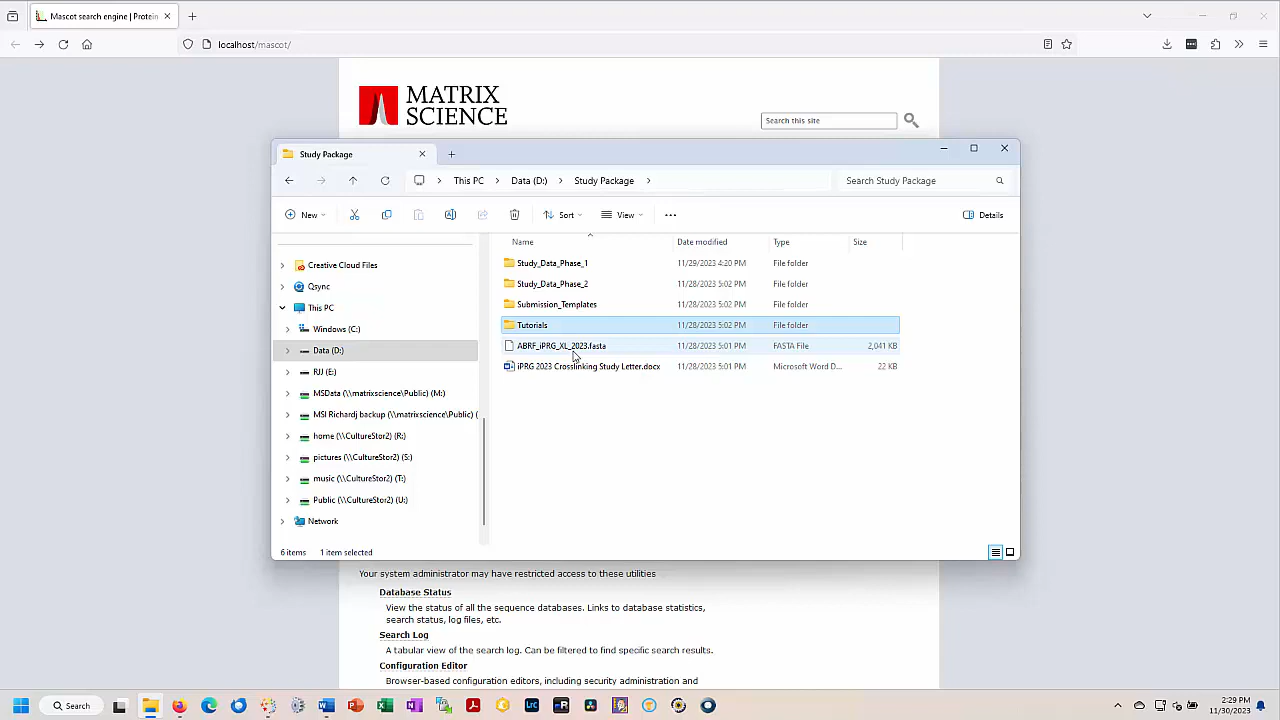 Mascot search engine | Protein
localhost/mascot/
MATRIX
SCIENCE
Search this site
Study Package
This PC
Data (D:)
Study Package
Search Study Package
New
Sort
View
Details
Name
Date modified
Type
Size
Creative Cloud Files
Qsync
This PC
Windows (C:)
Data (D:)
RJJ (E:)
MSData (\\matrixscience\Public) (M:)
MSI Richardj backup (\\matrixscience\Public) (
home (\\CultureStor2) (R:)
pictures (\\CultureStor2) (S:)
music (\\CultureStor2) (T:)
Public (\\CultureStor2) (U:)
Network
Study_Data_Phase_1 11/29/2023 4:20 PM File folder
Study_Data_Phase_2 11/28/2023 5:02 PM File folder
Submission_Templates 11/28/2023 5:02 PM File folder
Tutorials 11/28/2023 5:02 PM File folder
ABRF_iPRG_XL_2023.fasta 11/28/2023 5:01 PM FASTA File 2,041 KB
iPRG 2023 Crosslinking Study Letter.docx 11/28/2023 5:01 PM Microsoft Word D... 22 KB
6 items 1 item selected
Your system administrator may have restricted access to these utilities
Database Status
View the status of all the sequence databases. Links to database statistics,
search status, log files, etc.
Search Log
A tabular view of the search log. Can be filtered to find specific search results.
Configuration Editor
Browser-based configuration editors, including security administration and
Search
2:29 PM
11/30/2023